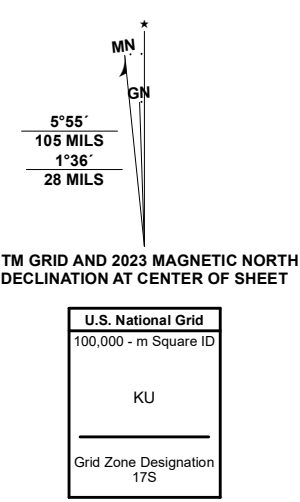 MN
GN
5°55´
105 MILS
1°36´
28 MILS
TM GRID AND 2023 MAGNETIC NORTH
DECLINATION AT CENTER OF SHEET
U.S. National Grid
100,000 - m Square ID
KU
Grid Zone Designation
17S